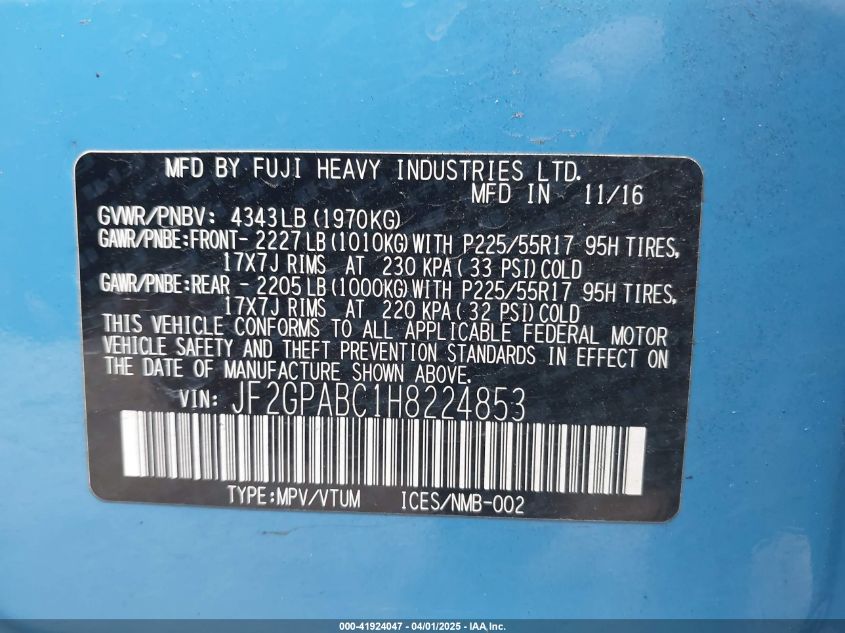 MFD BY FUJI HEAVY INDUSTRIES LTD.
MFD IN 11/16
GVWR/PNBV: 4343LB (1970KG)
GAWR/PNBE:FRONT- 2227 LB (1010KG) WITH P225/55R17 95H TIRES,
17X7J RIMS AT 230 KPA ( 33 PSI) COLD
GAWR/PNBE:REAR - 2205 LB (1000KG) WITH P225/55R17 95H TIRES,
17X7J RIMS AT 220 KPA ( 32 PSI) COLD
THIS VEHICLE CONFORMS TO ALL APPLICABLE FEDERAL MOTOR
VEHICLE SAFETY AND THEFT PREVENTION STANDARDS IN EFFECT ON
THE DATE OF MANUFACTURE SHOWN ABOVE.
VIN: JF2GPABC1H8224853
TYPE:MPV/VTUM ICES/NMB-002
000-41924047 - 04/01/2025 - IAA, Inc.